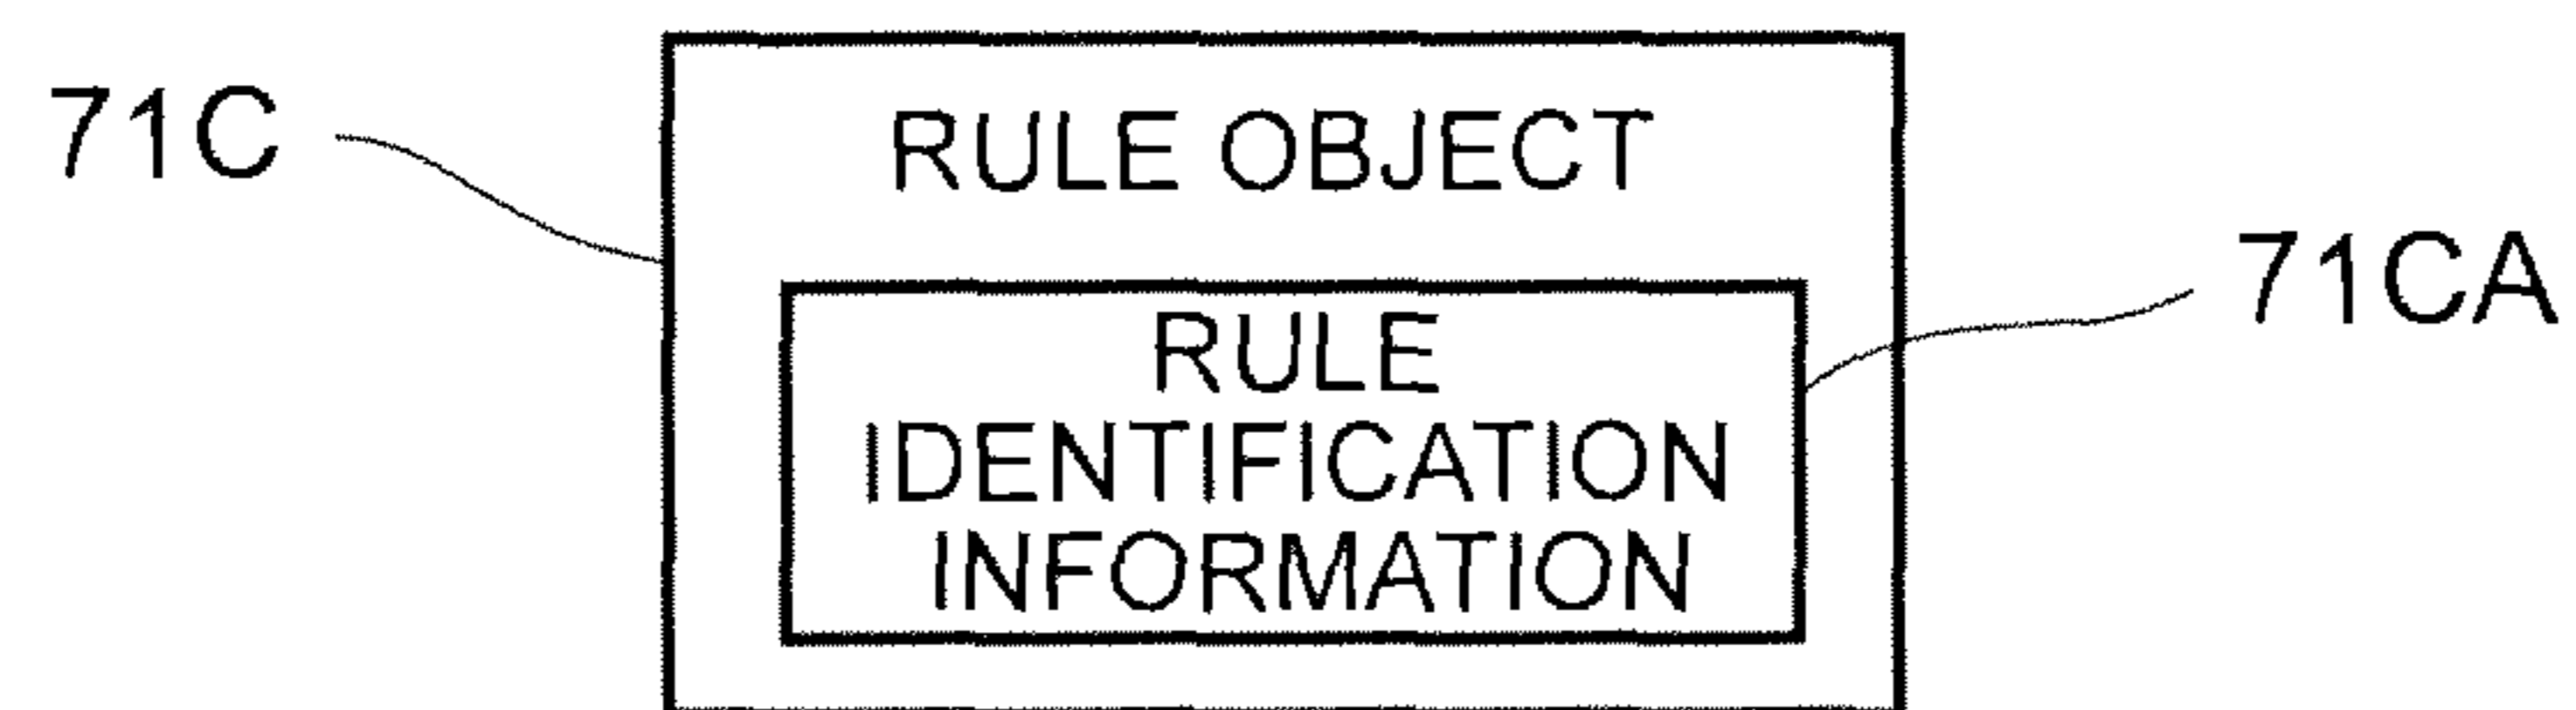 71C
RULE OBJECT
71CA
RULE
IDENTIFICATION
INFORMATION